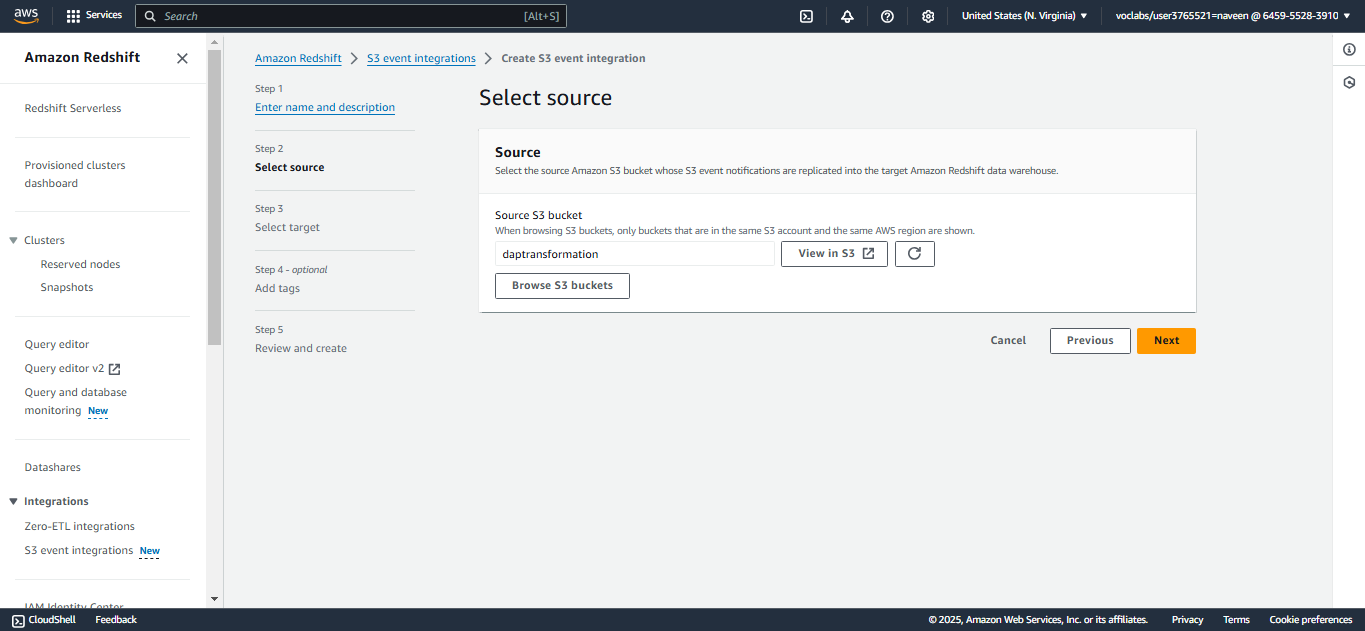 aws
Services
Search
[Alt+S]
United States (N. Virginia)
voclabs/user3765521=naveen @ 6459-5528-3910
Amazon Redshift
Redshift Serverless
Provisioned clusters
dashboard
Clusters
Reserved nodes
Snapshots
Query editor
Query editor v2
Query and database
monitoring New
Datashares
Integrations
Zero-ETL integrations
S3 event integrations New
IAM Identity Center
Amazon Redshift
S3 event integrations
Create S3 event integration
Step 1
Enter name and description
Step 2
Select source
Step 3
Select target
Step 4 - optional
Add tags
Step 5
Review and create
Select source
Source
Select the source Amazon S3 bucket whose S3 event notifications are replicated into the target Amazon Redshift data warehouse.
Source S3 bucket
When browsing S3 buckets, only buckets that are in the same S3 account and the same AWS region are shown.
daptransformation
View in S3
Browse S3 buckets
Cancel
Previous
Next
CloudShell
Feedback
© 2025, Amazon Web Services, Inc. or its affiliates.
Privacy
Terms
Cookie preferences